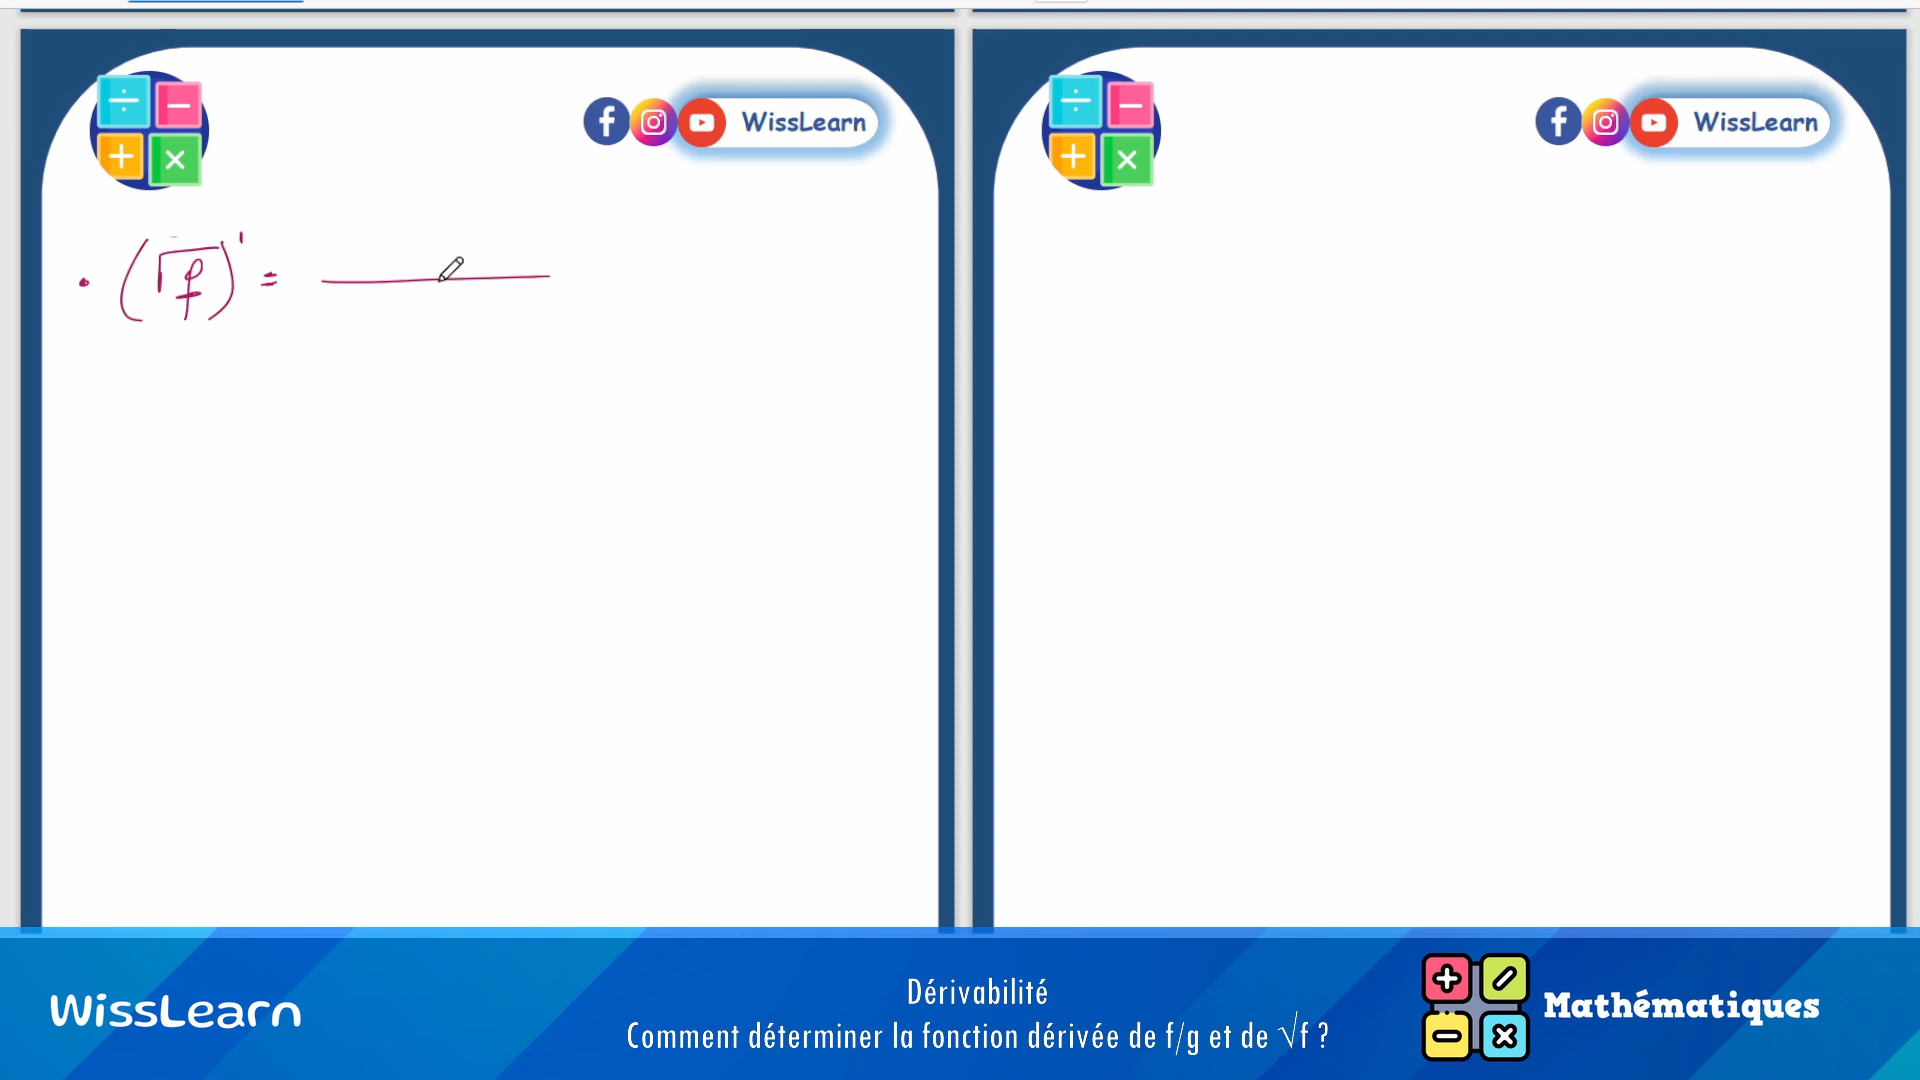 WissLearn
WissLearn
• (√f)' =
WissLearn
Dérivabilité
Comment déterminer la fonction dérivée de f/g et de √f ?
Mathématiques